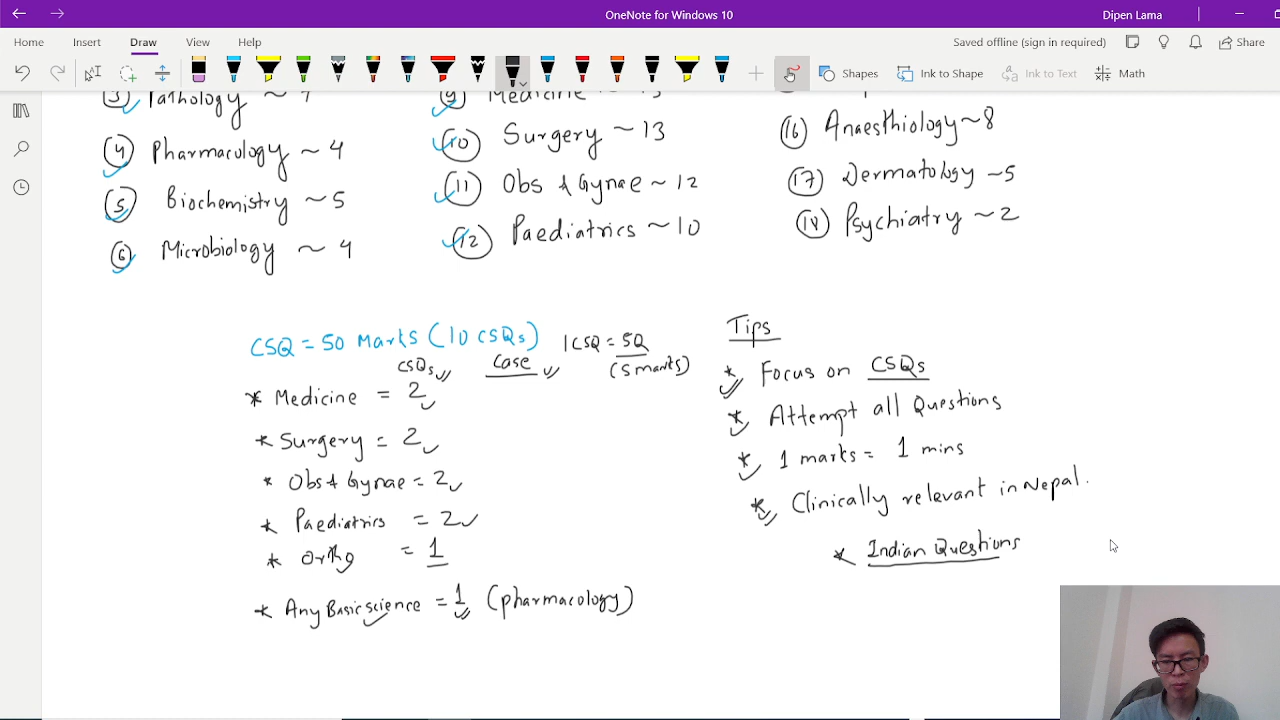 OneNote for Windows 10
Dipen Lama
Home Insert Draw View Help
Saved offline (sign in required)
Share
Shapes
Ink to Shape
Ink to Text
Math
3 Pathology ~
4 Pharmacology ~ 4
5 Biochemistry ~ 5
6 Microbiology ~ 4
9 Medicine ~ 13
10 Surgery ~ 13
11 Obs & Gynae ~ 12
12 Paediatrics ~ 10
16 Anaesthiology ~ 8
17 Dermatology ~ 5
18 Psychiatry ~ 2
CSQ = 50 Marks (10 CSQs) 1 CSQ = 5Q
CSQs Case (5 marks)
* Medicine = 2
* Surgery = 2
* Obs & Gynae = 2
* Paediatrics = 2
* Ortho = 1
* Any Basic science = 1 (pharmacology)
Tips
* Focus on CSQs
* Attempt all Questions
* 1 marks = 1 mins
* Clinically relevant in Nepal.
* Indian Questions